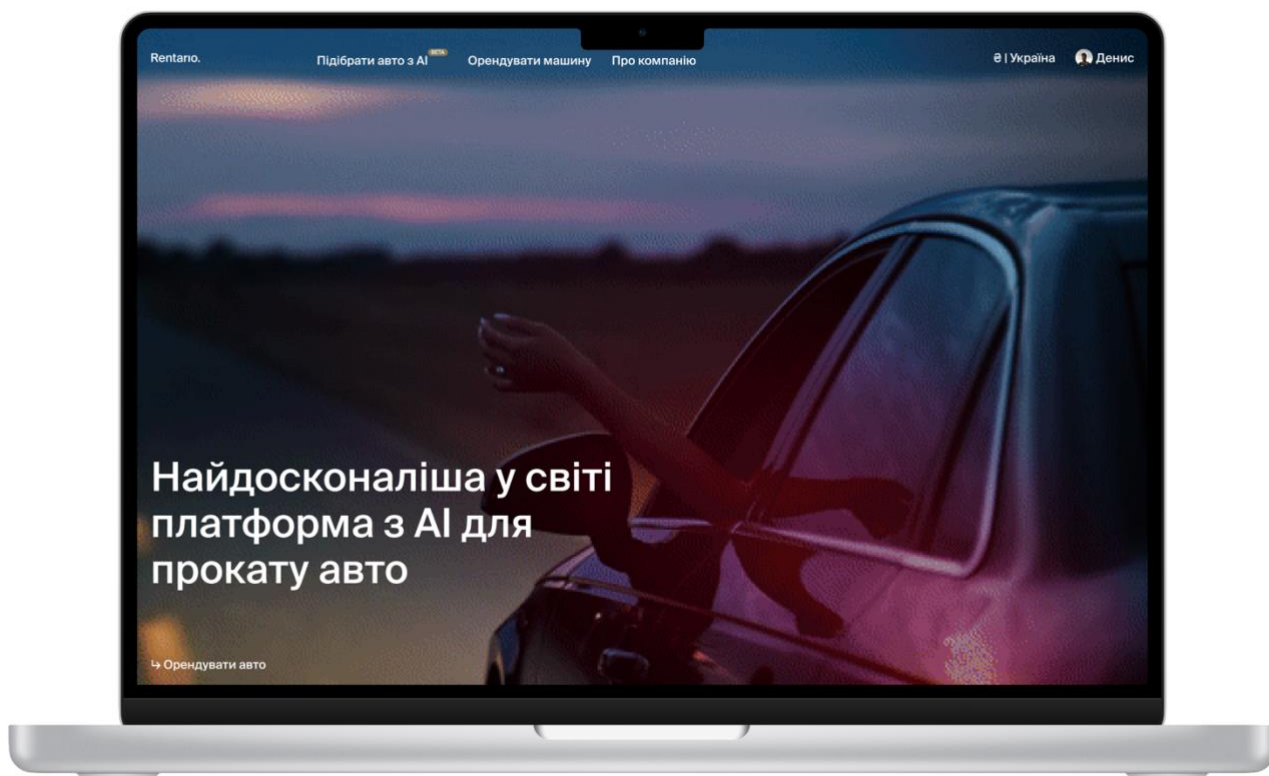 Rentario.
Підібрати авто з AI BETA
Орендувати машину
Про компанію
₴ | Україна
Денис
Найдосконаліша у світі
платформа з AI для
прокату авто
↳ Орендувати авто